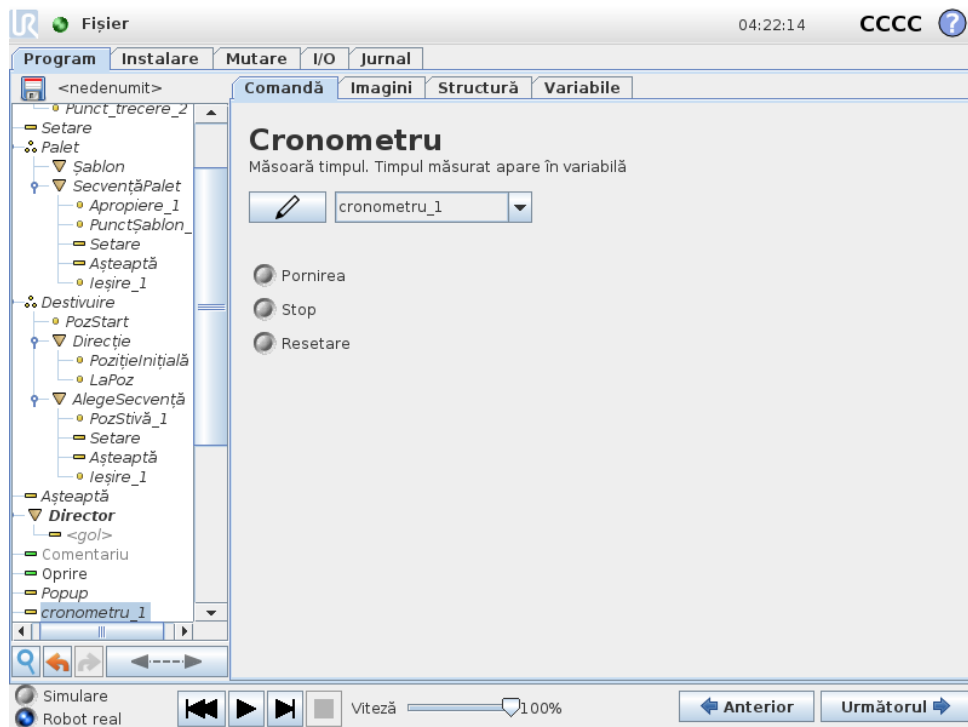 UR Fișier 04:22:14 CCCC ?
Program Instalare Mutare I/O Jurnal
<nedenumit>
Comandă Imagini Structură Variabile
Punct_trecere_2
Setare
Palet
Șablon
SecvențăPalet
Apropiere_1
PunctȘablon_
Setare
Așteaptă
Ieșire_1
Destivuire
PozStart
Direcție
PozițieInițială
LaPoz
AlegeSecvență
PozStivă_1
Setare
Așteaptă
Ieșire_1
Așteaptă
Director
<gol>
Comentariu
Oprire
Popup
cronometru_1
Cronometru
Măsoară timpul. Timpul măsurat apare în variabilă
cronometru_1
Pornirea
Stop
Resetare
Simulare
Robot real
Viteză 100%
Anterior Următorul